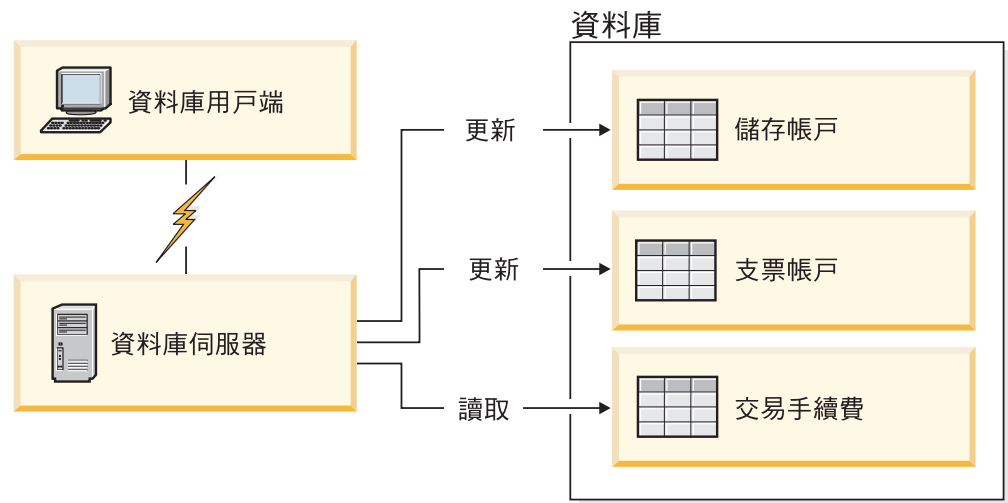 資料庫
資料庫用戶端
更新
儲存帳戶
更新
支票帳戶
資料庫伺服器
讀取
交易手續費